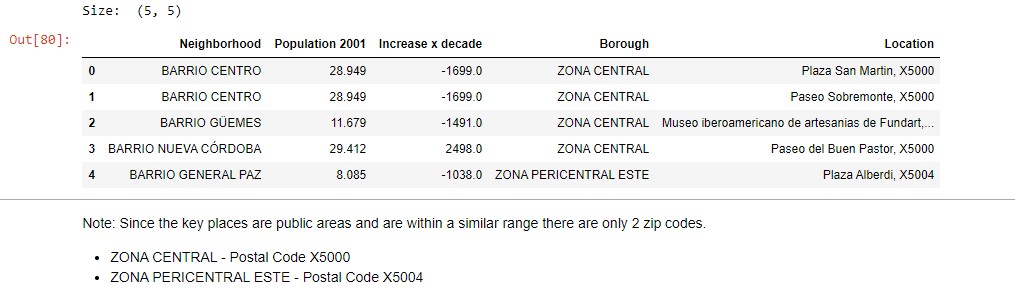 Size: (5, 5)
Out[80]:
Neighborhood Population 2001 Increase x decade Borough Location
0 BARRIO CENTRO 28.949 -1699.0 ZONA CENTRAL Plaza San Martin, X5000
1 BARRIO CENTRO 28.949 -1699.0 ZONA CENTRAL Paseo Sobremonte, X5000
2 BARRIO GÜEMES 11.679 -1491.0 ZONA CENTRAL Museo iberoamericano de artesanias de Fundart,...
3 BARRIO NUEVA CÓRDOBA 29.412 2498.0 ZONA CENTRAL Paseo del Buen Pastor, X5000
4 BARRIO GENERAL PAZ 8.085 -1038.0 ZONA PERICENTRAL ESTE Plaza Alberdi, X5004
Note: Since the key places are public areas and are within a similar range there are only 2 zip codes.
• ZONA CENTRAL - Postal Code X5000
• ZONA PERICENTRAL ESTE - Postal Code X5004